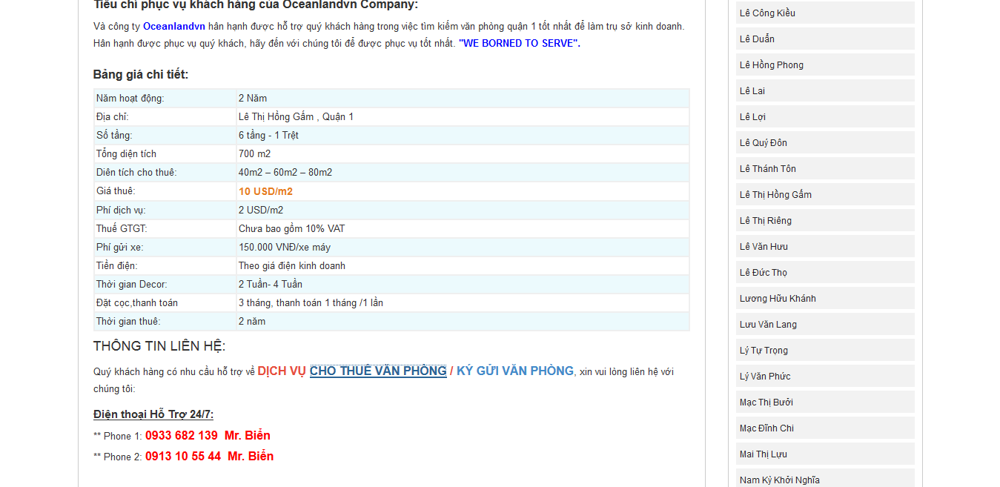 Tiêu chí phục vụ khách hàng của Oceanlandvn Company:
Và công ty Oceanlandvn hân hạnh được hỗ trợ quý khách hàng trong việc tìm kiếm văn phòng quận 1 tốt nhất để làm trụ sở kinh doanh.
Hân hạnh được phục vụ quý khách, hãy đến với chúng tôi để được phục vụ tốt nhất. "WE BORNED TO SERVE".
Bảng giá chi tiết:
Năm hoạt động: 2 Năm
Địa chỉ: Lê Thị Hồng Gấm , Quận 1
Số tầng: 6 tầng - 1 Trệt
Tổng diện tích 700 m2
Diên tích cho thuê: 40m2 – 60m2 – 80m2
Giá thuê: 10 USD/m2
Phí dịch vụ: 2 USD/m2
Thuế GTGT: Chưa bao gồm 10% VAT
Phí gửi xe: 150.000 VNĐ/xe máy
Tiền điện: Theo giá điện kinh doanh
Thời gian Decor: 2 Tuần- 4 Tuần
Đặt cọc,thanh toán 3 tháng, thanh toán 1 tháng /1 lần
Thời gian thuê: 2 năm
THÔNG TIN LIÊN HỆ:
Quý khách hàng có nhu cầu hỗ trợ về DỊCH VỤ CHO THUÊ VĂN PHÒNG / KÝ GỬI VĂN PHÒNG, xin vui lòng liên hệ với
chúng tôi:
Điện thoại Hỗ Trợ 24/7:
** Phone 1: 0933 682 139 Mr. Biển
** Phone 2: 0913 10 55 44 Mr. Biển
Lê Công Kiều
Lê Duẩn
Lê Hồng Phong
Lê Lai
Lê Lợi
Lê Quý Đôn
Lê Thánh Tôn
Lê Thị Hồng Gấm
Lê Thị Riêng
Lê Văn Hưu
Lê Đức Thọ
Lương Hữu Khánh
Lưu Văn Lang
Lý Tự Trọng
Lý Văn Phức
Mạc Thị Bưởi
Mạc Đĩnh Chi
Mai Thị Lựu
Nam Kỳ Khởi Nghĩa